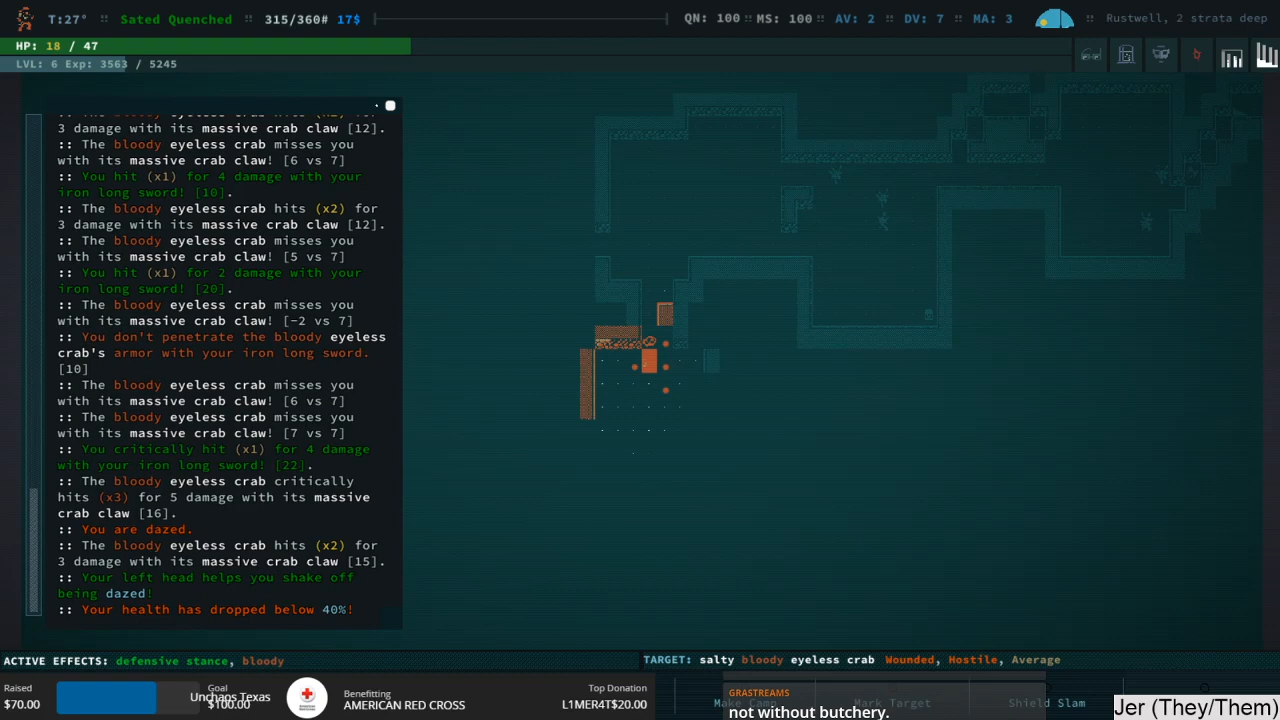 T:27° :: Sated Quenched :: 315/360# 17$ QN: 100 :: MS: 100 :: AV: 2 :: DV: 7 :: MA: 3 :: Rustwell, 2 strata deep
HP: 18 / 47
LVL: 6 Exp: 3563 / 5245
3 damage with its massive crab claw [12].
:: The bloody eyeless crab misses you
with its massive crab claw! [6 vs 7]
:: You hit (x1) for 4 damage with your
iron long sword! [10].
:: The bloody eyeless crab hits (x2) for
3 damage with its massive crab claw [12].
:: The bloody eyeless crab misses you
with its massive crab claw! [5 vs 7]
:: You hit (x1) for 2 damage with your
iron long sword! [20].
:: The bloody eyeless crab misses you
with its massive crab claw! [-2 vs 7]
:: You don't penetrate the bloody eyeless
crab's armor with your iron long sword.
[10]
:: The bloody eyeless crab misses you
with its massive crab claw! [6 vs 7]
:: The bloody eyeless crab misses you
with its massive crab claw! [7 vs 7]
:: You critically hit (x1) for 4 damage
with your iron long sword! [22].
:: The bloody eyeless crab critically
hits (x3) for 5 damage with its massive
crab claw [16].
:: You are dazed.
:: The bloody eyeless crab hits (x2) for
3 damage with its massive crab claw [15].
:: Your left head helps you shake off
being dazed!
:: Your health has dropped below 40%!
ACTIVE EFFECTS: defensive stance, bloody
TARGET: salty bloody eyeless crab Wounded, Hostile, Average
Raised
$70.00
Goal
$100.00
Unchaos Texas
Benefitting
AMERICAN RED CROSS
Top Donation
L1MER4T$20.00
Make Camp Mark Target Shield Slam
GRASTREAMS
not without butchery.
Jer (They/Them)